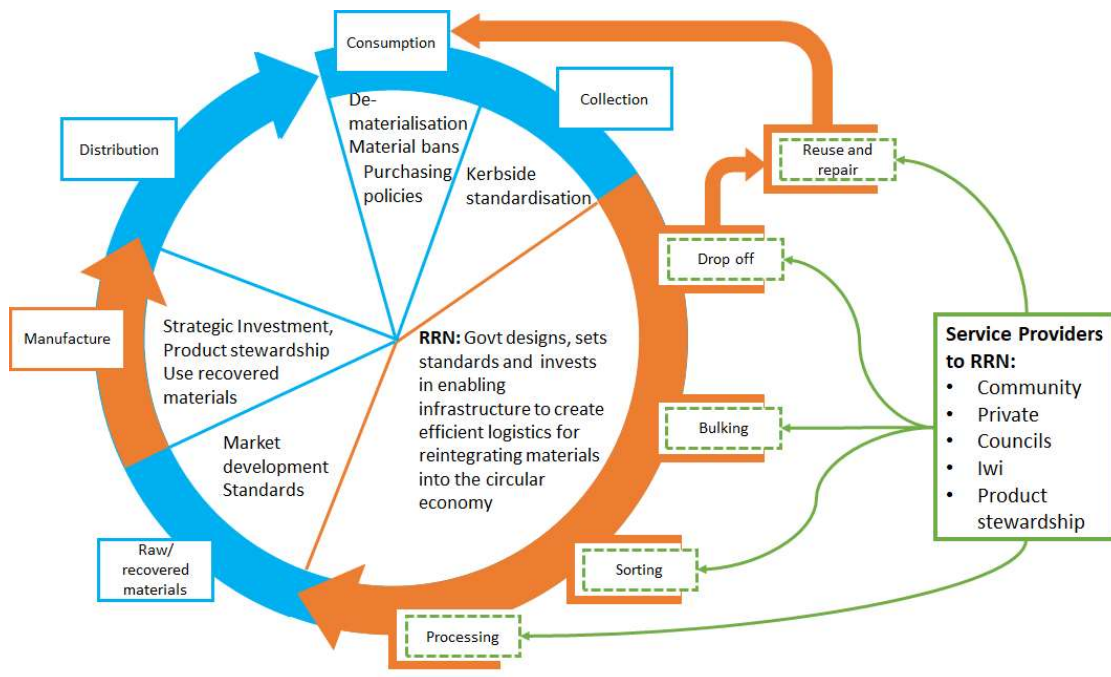 Consumption
Collection
Distribution
De-
materialisation
Material bans
Purchasing
policies
Kerbside
standardisation
Reuse and
repair
Drop off
Manufacture
Strategic Investment,
Product stewardship
Use recovered
materials
RRN: Govt designs, sets
standards and invests
in enabling
infrastructure to create
efficient logistics for
reintegrating materials
into the circular
economy
Service Providers
to RRN:
• Community
• Private
• Councils
• Iwi
• Product
stewardship
Bulking
Market
development
Standards
Raw/
recovered
materials
Sorting
Processing